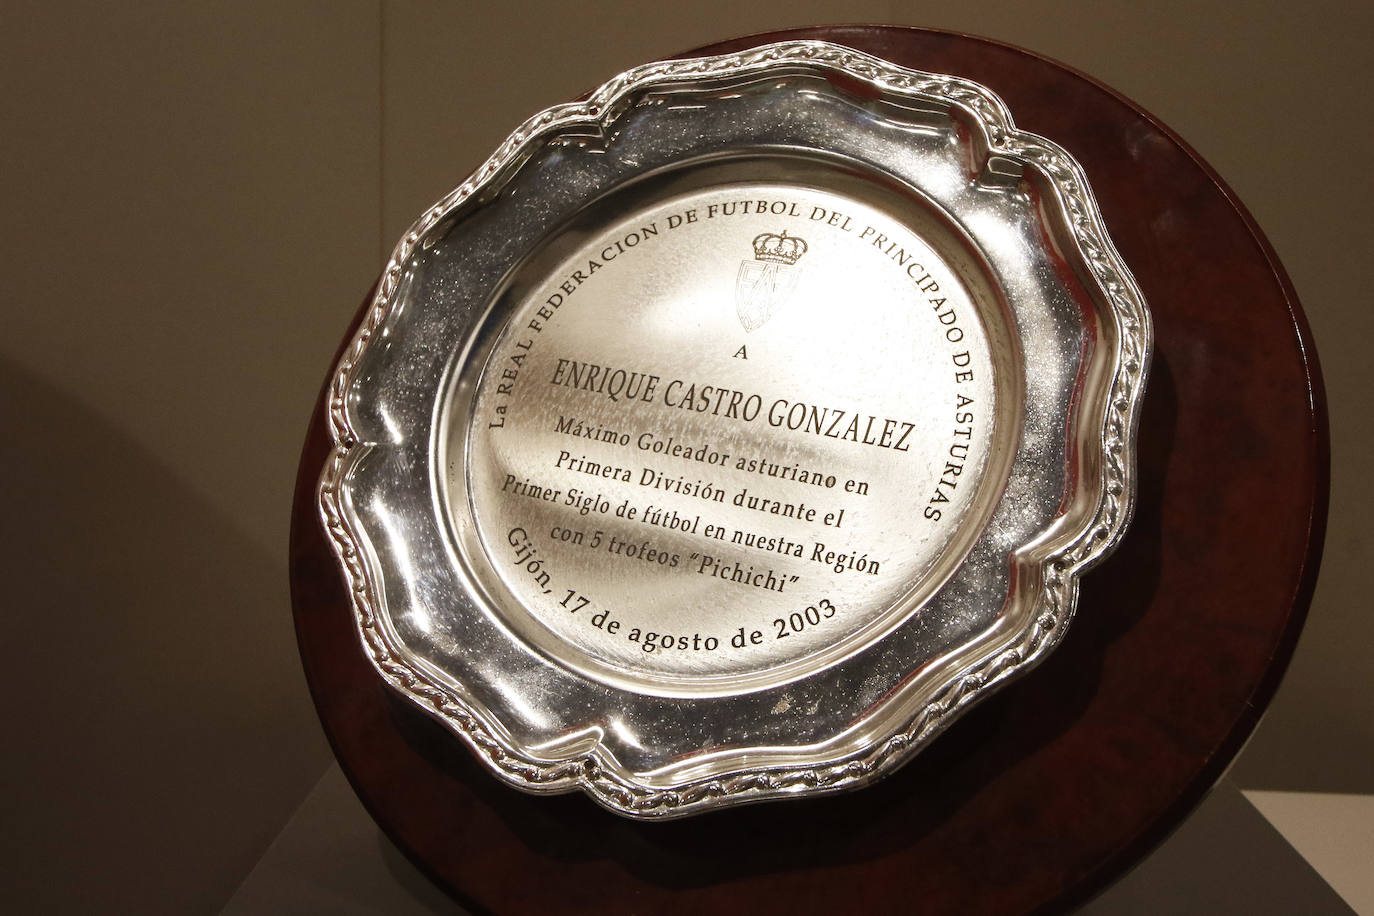 La REAL FEDERACION DE FUTBOL DEL PRINCIPADO DE ASTURIAS
A
ENRIQUE CASTRO GONZALEZ
Máximo Goleador asturiano en
Primera División durante el
Primer Siglo de fútbol en nuestra Región
con 5 trofeos "Pichichi"
Gijón, 17 de agosto de 2003